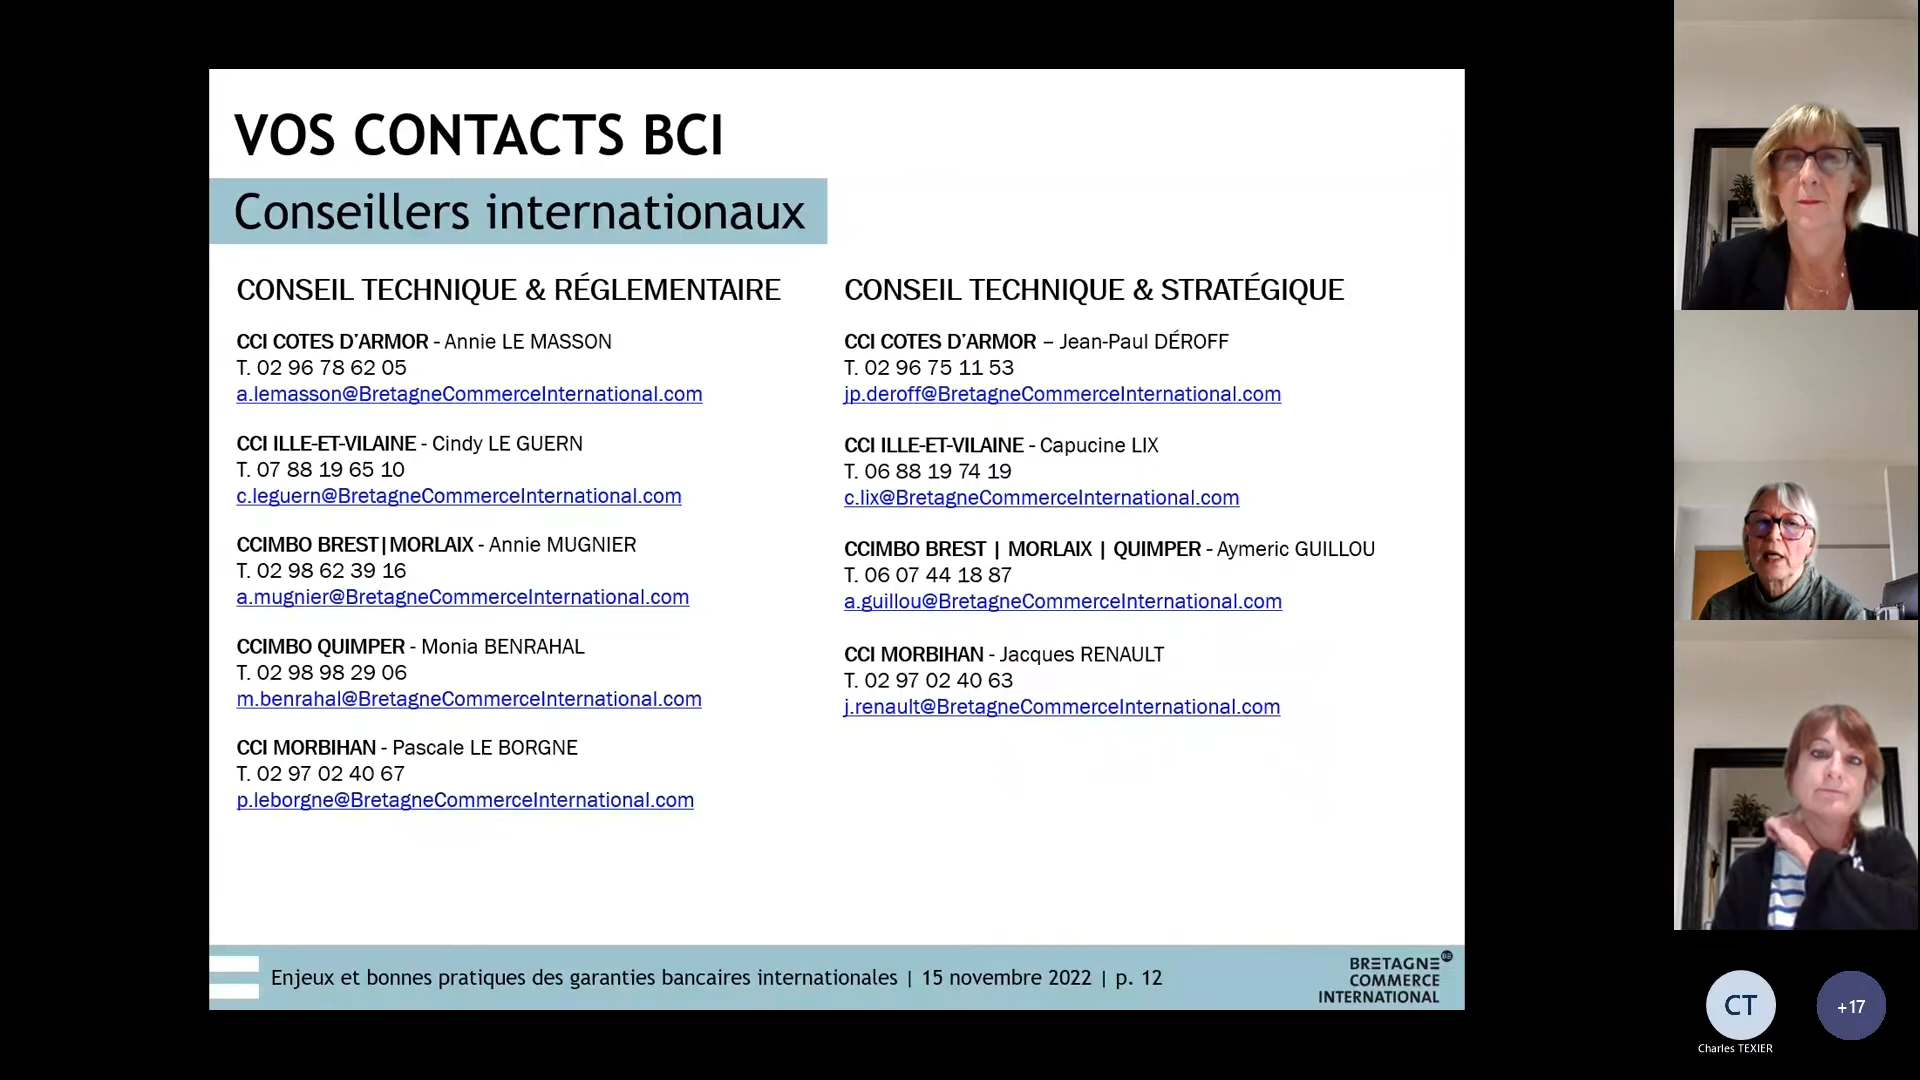 VOS CONTACTS BCI
Conseillers internationaux
CONSEIL TECHNIQUE & RÉGLEMENTAIRE
CCI COTES D'ARMOR - Annie LE MASSON
T. 02 96 78 62 05
a.lemasson@BretagneCommerceInternational.com
CCI ILLE-ET-VILAINE - Cindy LE GUERN
T. 07 88 19 65 10
c.leguern@BretagneCommerceInternational.com
CCIMBO BREST|MORLAIX - Annie MUGNIER
T. 02 98 62 39 16
a.mugnier@BretagneCommerceInternational.com
CCIMBO QUIMPER - Monia BENRAHAL
T. 02 98 98 29 06
m.benrahal@BretagneCommerceInternational.com
CCI MORBIHAN - Pascale LE BORGNE
T. 02 97 02 40 67
p.leborgne@BretagneCommerceInternational.com
CONSEIL TECHNIQUE & STRATÉGIQUE
CCI COTES D'ARMOR – Jean-Paul DÉROFF
T. 02 96 75 11 53
jp.deroff@BretagneCommerceInternational.com
CCI ILLE-ET-VILAINE - Capucine LIX
T. 06 88 19 74 19
c.lix@BretagneCommerceInternational.com
CCIMBO BREST | MORLAIX | QUIMPER - Aymeric GUILLOU
T. 06 07 44 18 87
a.guillou@BretagneCommerceInternational.com
CCI MORBIHAN - Jacques RENAULT
T. 02 97 02 40 63
j.renault@BretagneCommerceInternational.com
Enjeux et bonnes pratiques des garanties bancaires internationales | 15 novembre 2022 | p. 12
BRETAGNE
COMMERCE
INTERNATIONAL
CT
+17
Charles TEXIER